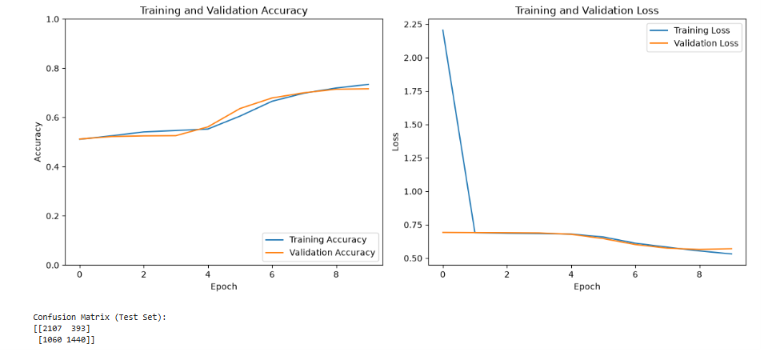 Training and Validation Accuracy
1.0
0.8
0.6
0.4
0.2
0.0
Accuracy
0 2 4 6 8
Epoch
Training Accuracy
Validation Accuracy
Training and Validation Loss
2.25
2.00
1.75
1.50
1.25
1.00
0.75
0.50
Loss
0 2 4 6 8
Epoch
Training Loss
Validation Loss
Confusion Matrix (Test Set):
[[2107 393]
[1060 1440]]